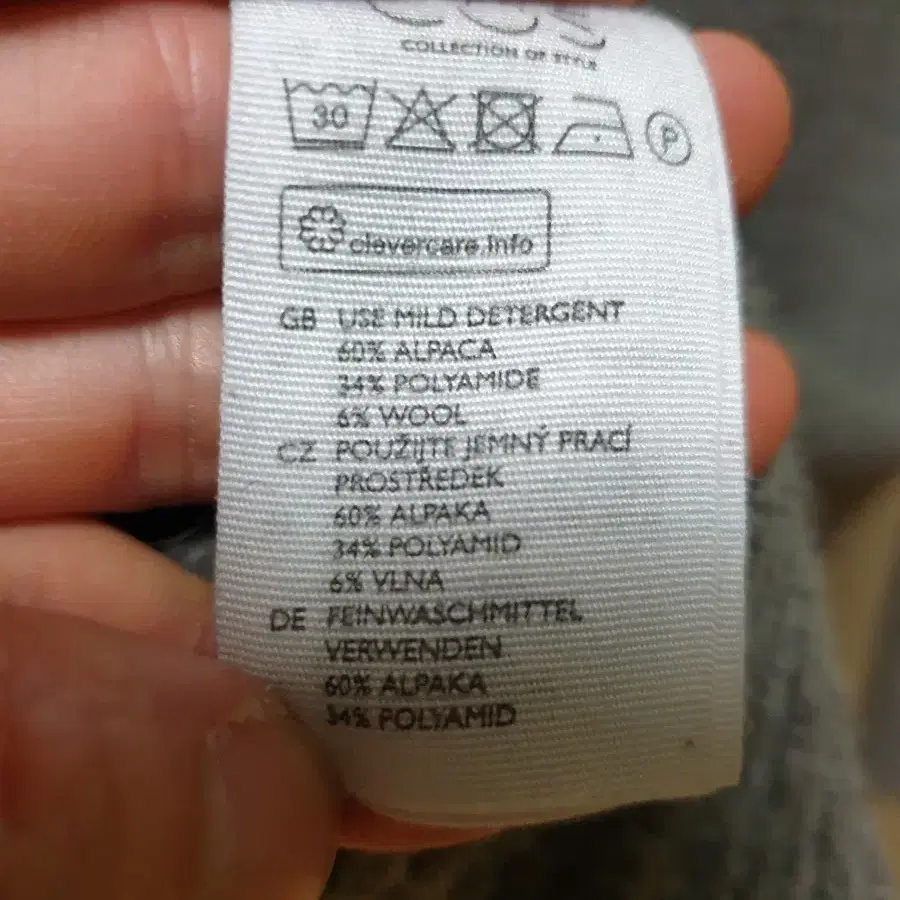 COS
COLLECTION OF STYLE
30 P
clevercare.info
GB USE MILD DETERGENT
60% ALPACA
34% POLYAMIDE
6% WOOL
CZ POUŽIJTE JEMNÝ PRACÍ
PROSTŘEDEK
60% ALPAKA
34% POLYAMID
6% VLNA
DE FEINWASCHMITTEL
VERWENDEN
60% ALPAKA
34% POLYAMID